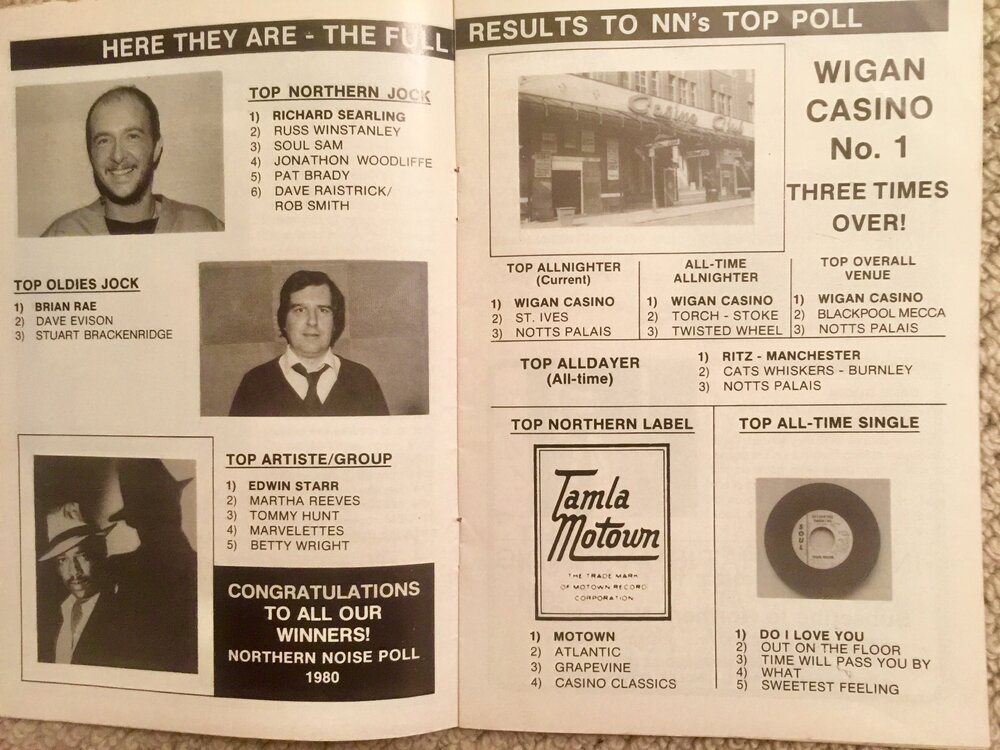 HERE THEY ARE - THE FULL RESULTS TO NN's TOP POLL
TOP NORTHERN JOCK
1) RICHARD SEARLING
2) RUSS WINSTANLEY
3) SOUL SAM
4) JONATHON WOODLIFFE
5) PAT BRADY
6) DAVE RAISTRICK/
ROB SMITH
TOP OLDIES JOCK
1) BRIAN RAE
2) DAVE EVISON
3) STUART BRACKENRIDGE
TOP ARTISTE/GROUP
1) EDWIN STARR
2) MARTHA REEVES
3) TOMMY HUNT
4) MARVELETTES
5) BETTY WRIGHT
CONGRATULATIONS
TO ALL OUR
WINNERS!
NORTHERN NOISE POLL
1980
Casino Club
WIGAN
CASINO
No. 1
THREE TIMES
OVER!
TOP ALLNIGHTER
(Current)
1) WIGAN CASINO
2) ST. IVES
3) NOTTS PALAIS
ALL-TIME
ALLNIGHTER
1) WIGAN CASINO
2) TORCH - STOKE
3) TWISTED WHEEL
TOP OVERALL
VENUE
1) WIGAN CASINO
2) BLACKPOOL MECCA
3) NOTTS PALAIS
TOP ALLDAYER
(All-time)
1) RITZ - MANCHESTER
2) CATS WHISKERS - BURNLEY
3) NOTTS PALAIS
TOP NORTHERN LABEL
Tamla
Motown
THE TRADE MARK
OF MOTOWN RECORD
CORPORATION
1) MOTOWN
2) ATLANTIC
3) GRAPEVINE
4) CASINO CLASSICS
TOP ALL-TIME SINGLE
SOUL
1) DO I LOVE YOU
2) OUT ON THE FLOOR
3) TIME WILL PASS YOU BY
4) WHAT
5) SWEETEST FEELING